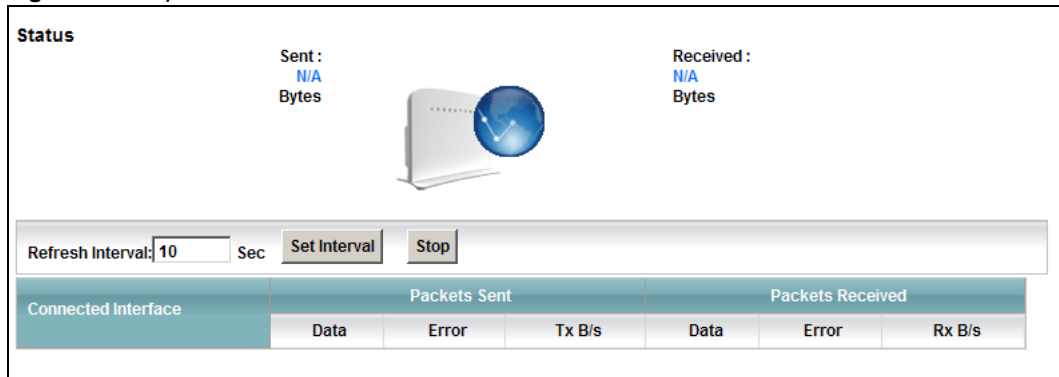 Status
Sent :
N/A
Bytes
Received :
N/A
Bytes
Refresh Interval: 10 Sec Set Interval Stop
Connected Interface Packets Sent Packets Received
Data Error Tx B/s Data Error Rx B/s